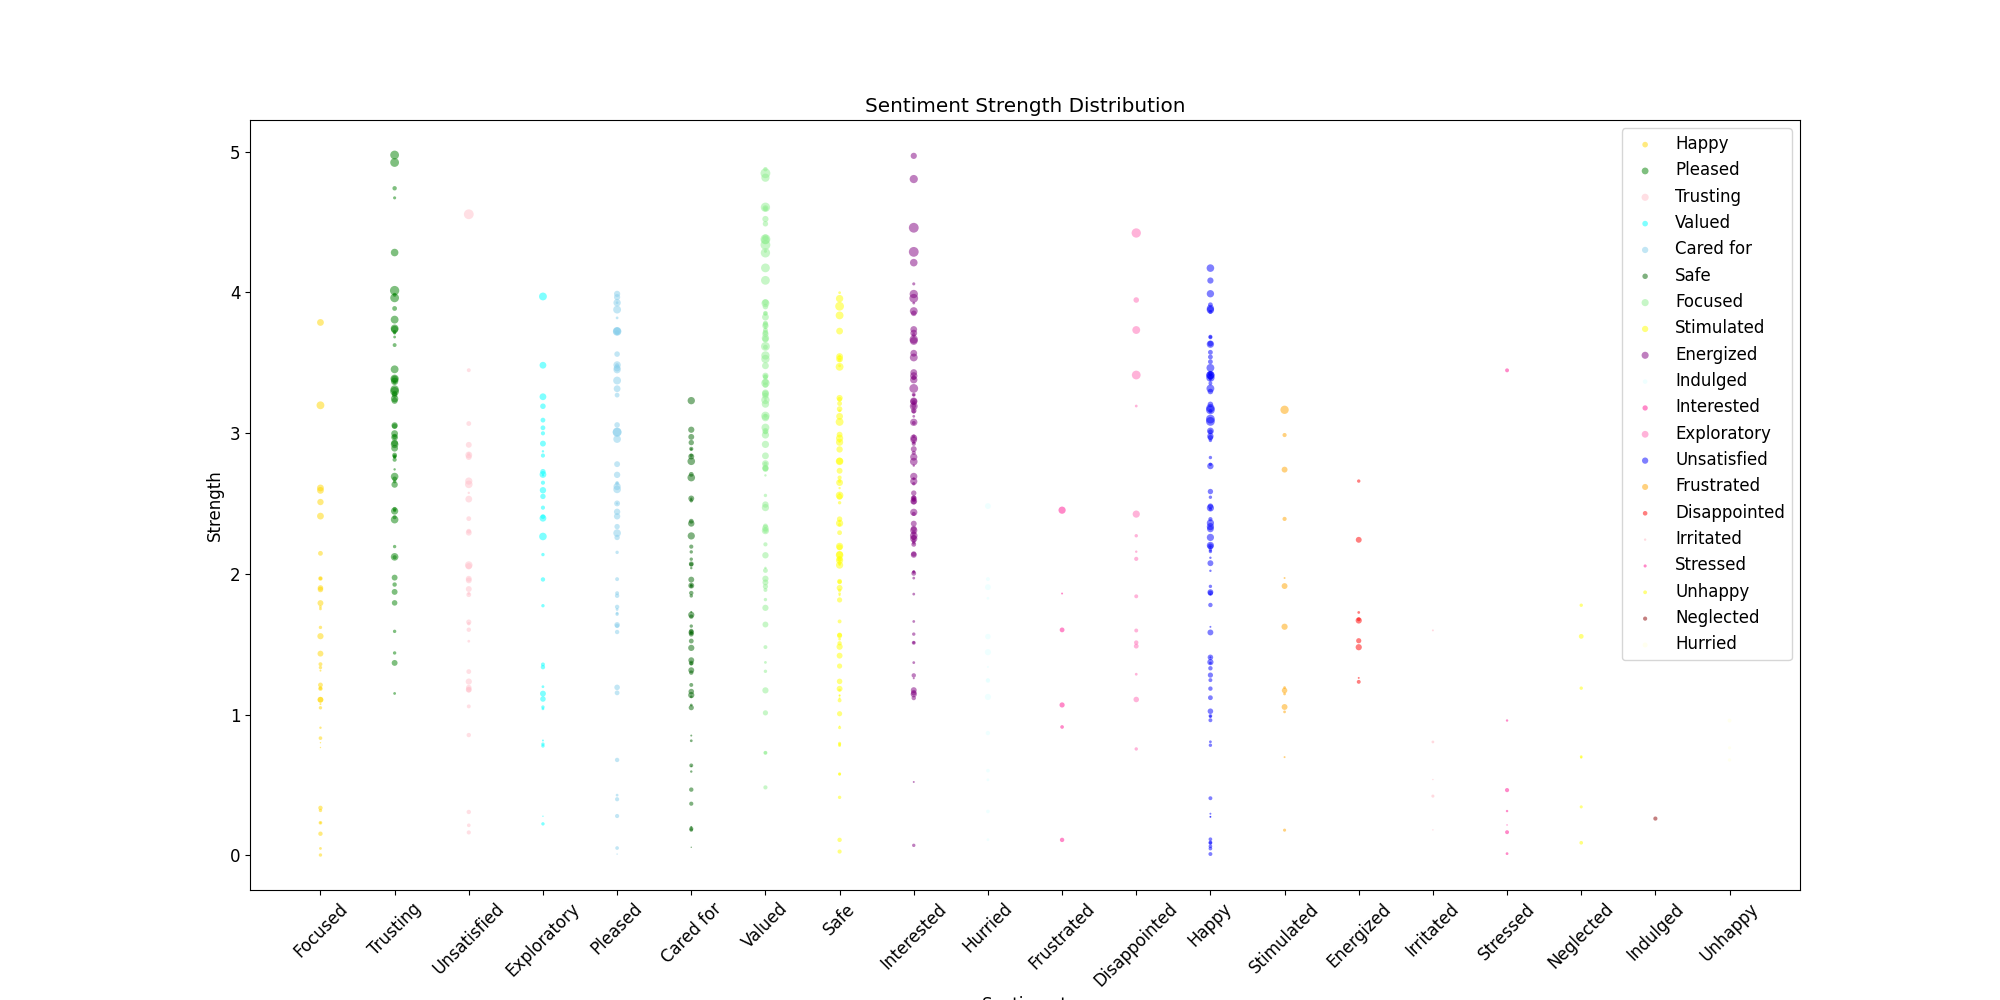 Sentiment Strength Distribution
5
4
3
2
1
0
Strength
Happy
Pleased
Trusting
Valued
Cared for
Safe
Focused
Stimulated
Energized
Indulged
Interested
Exploratory
Unsatisfied
Frustrated
Disappointed
Irritated
Stressed
Unhappy
Neglected
Hurried
Focused
Trusting
Unsatisfied
Exploratory
Pleased
Cared for
Valued
Safe
Interested
Hurried
Frustrated
Disappointed
Happy
Stimulated
Energized
Irritated
Stressed
Neglected
Indulged
Unhappy